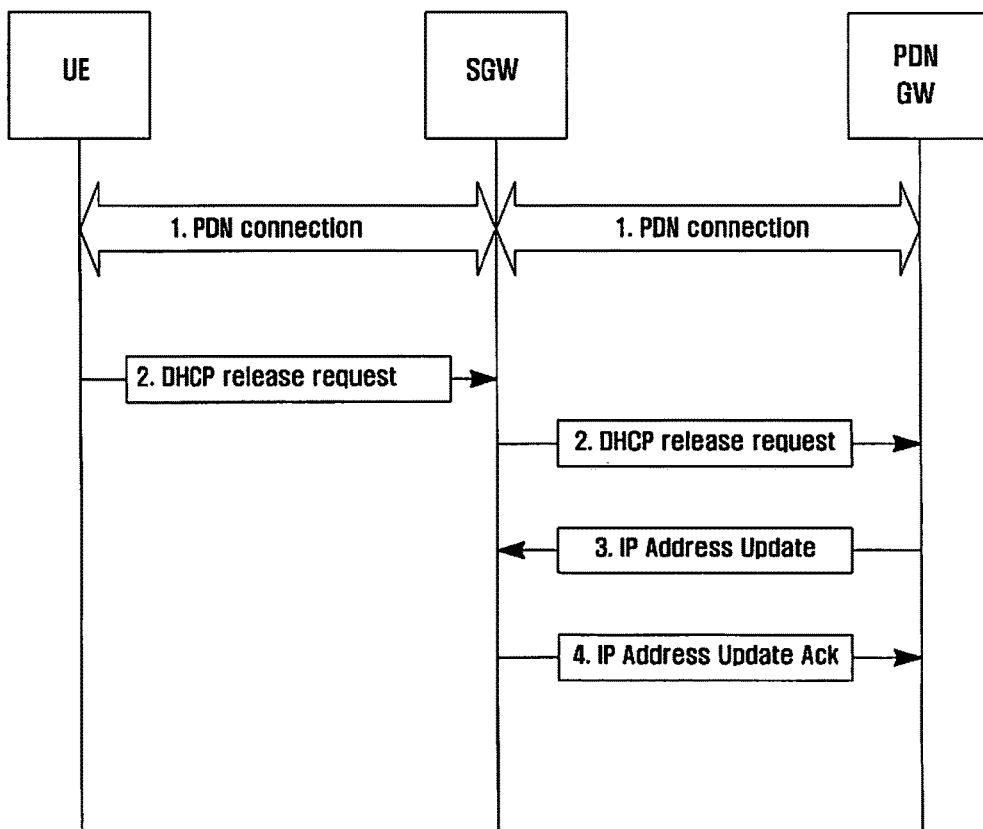 UE
SGW
PDN
GW
1. PDN connection
1. PDN connection
2. DHCP release request
2. DHCP release request
3. IP Address Update
4. IP Address Update Ack